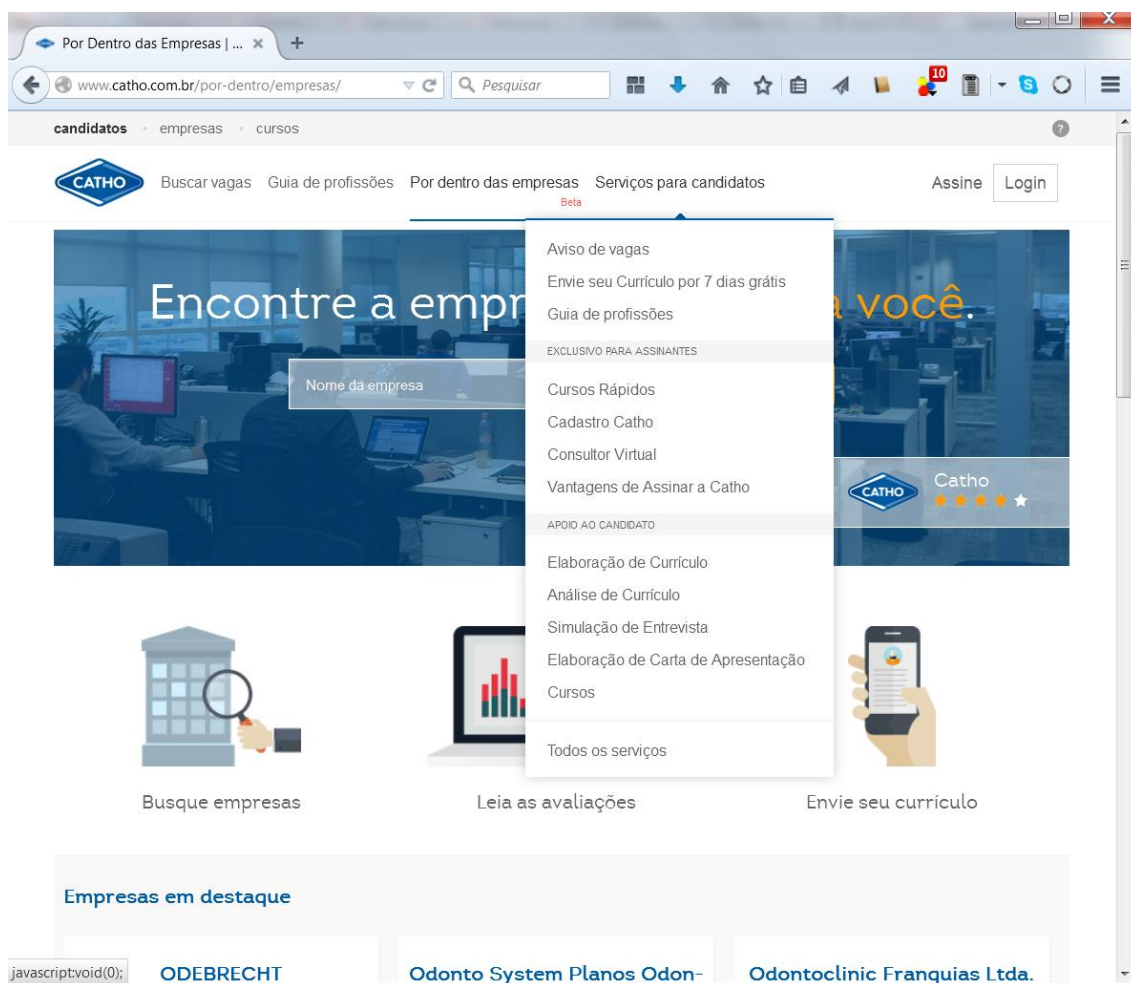 Por Dentro das Empresas | ...
www.catho.com.br/por-dentro/empresas/
Pesquisar
10
candidatos empresas cursos
CATHO
Buscar vagas Guia de profissões Por dentro das empresas Serviços para candidatos
Beta
Assine Login
Aviso de vagas
Envie seu Currículo por 7 dias grátis
Guia de profissões
EXCLUSIVO PARA ASSINANTES
Cursos Rápidos
Cadastro Catho
Consultor Virtual
Vantagens de Assinar a Catho
APOIO AO CANDIDATO
Elaboração de Currículo
Análise de Currículo
Simulação de Entrevista
Elaboração de Carta de Apresentação
Cursos
Todos os serviços
Encontre a empr você.
Nome da empresa
CATHO
Catho
Busque empresas
Leia as avaliações
Envie seu currículo
Empresas em destaque
ODEBRECHT
Odonto System Planos Odon-
Odontoclinic Franquias Ltda.
javascript:void(0);